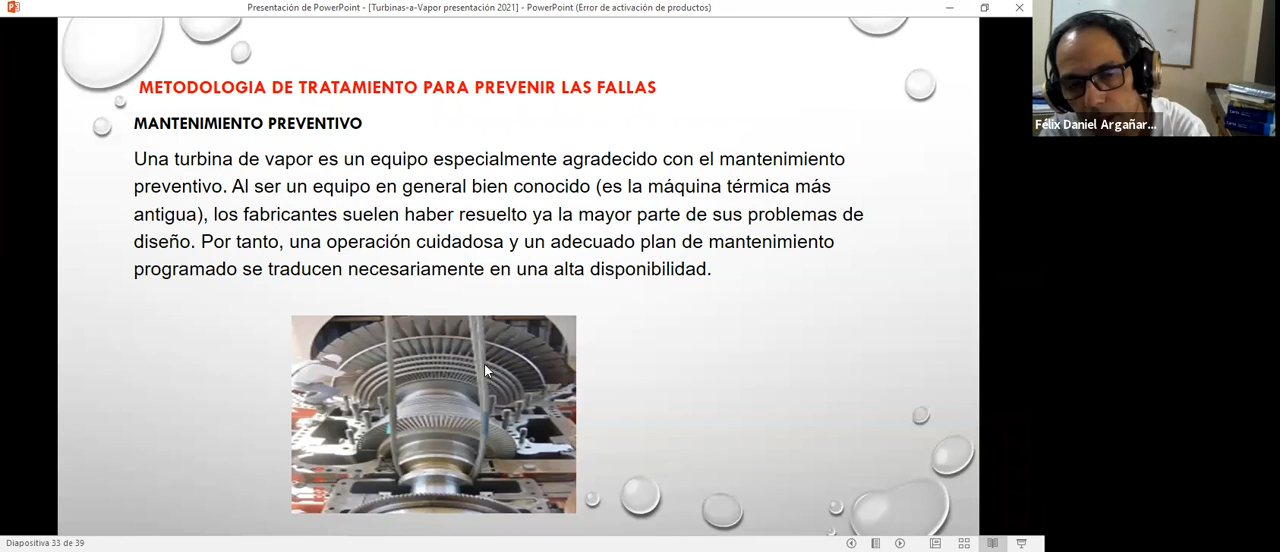 Presentación de PowerPoint - [Turbinas-a-Vapor presentación 2021] - PowerPoint (Error de activación de productos)
METODOLOGIA DE TRATAMIENTO PARA PREVENIR LAS FALLAS
MANTENIMIENTO PREVENTIVO
Una turbina de vapor es un equipo especialmente agradecido con el mantenimiento
preventivo. Al ser un equipo en general bien conocido (es la máquina térmica más
antigua), los fabricantes suelen haber resuelto ya la mayor parte de sus problemas de
diseño. Por tanto, una operación cuidadosa y un adecuado plan de mantenimiento
programado se traducen necesariamente en una alta disponibilidad.
Félix Daniel Argañar...
Diapositiva 33 de 39